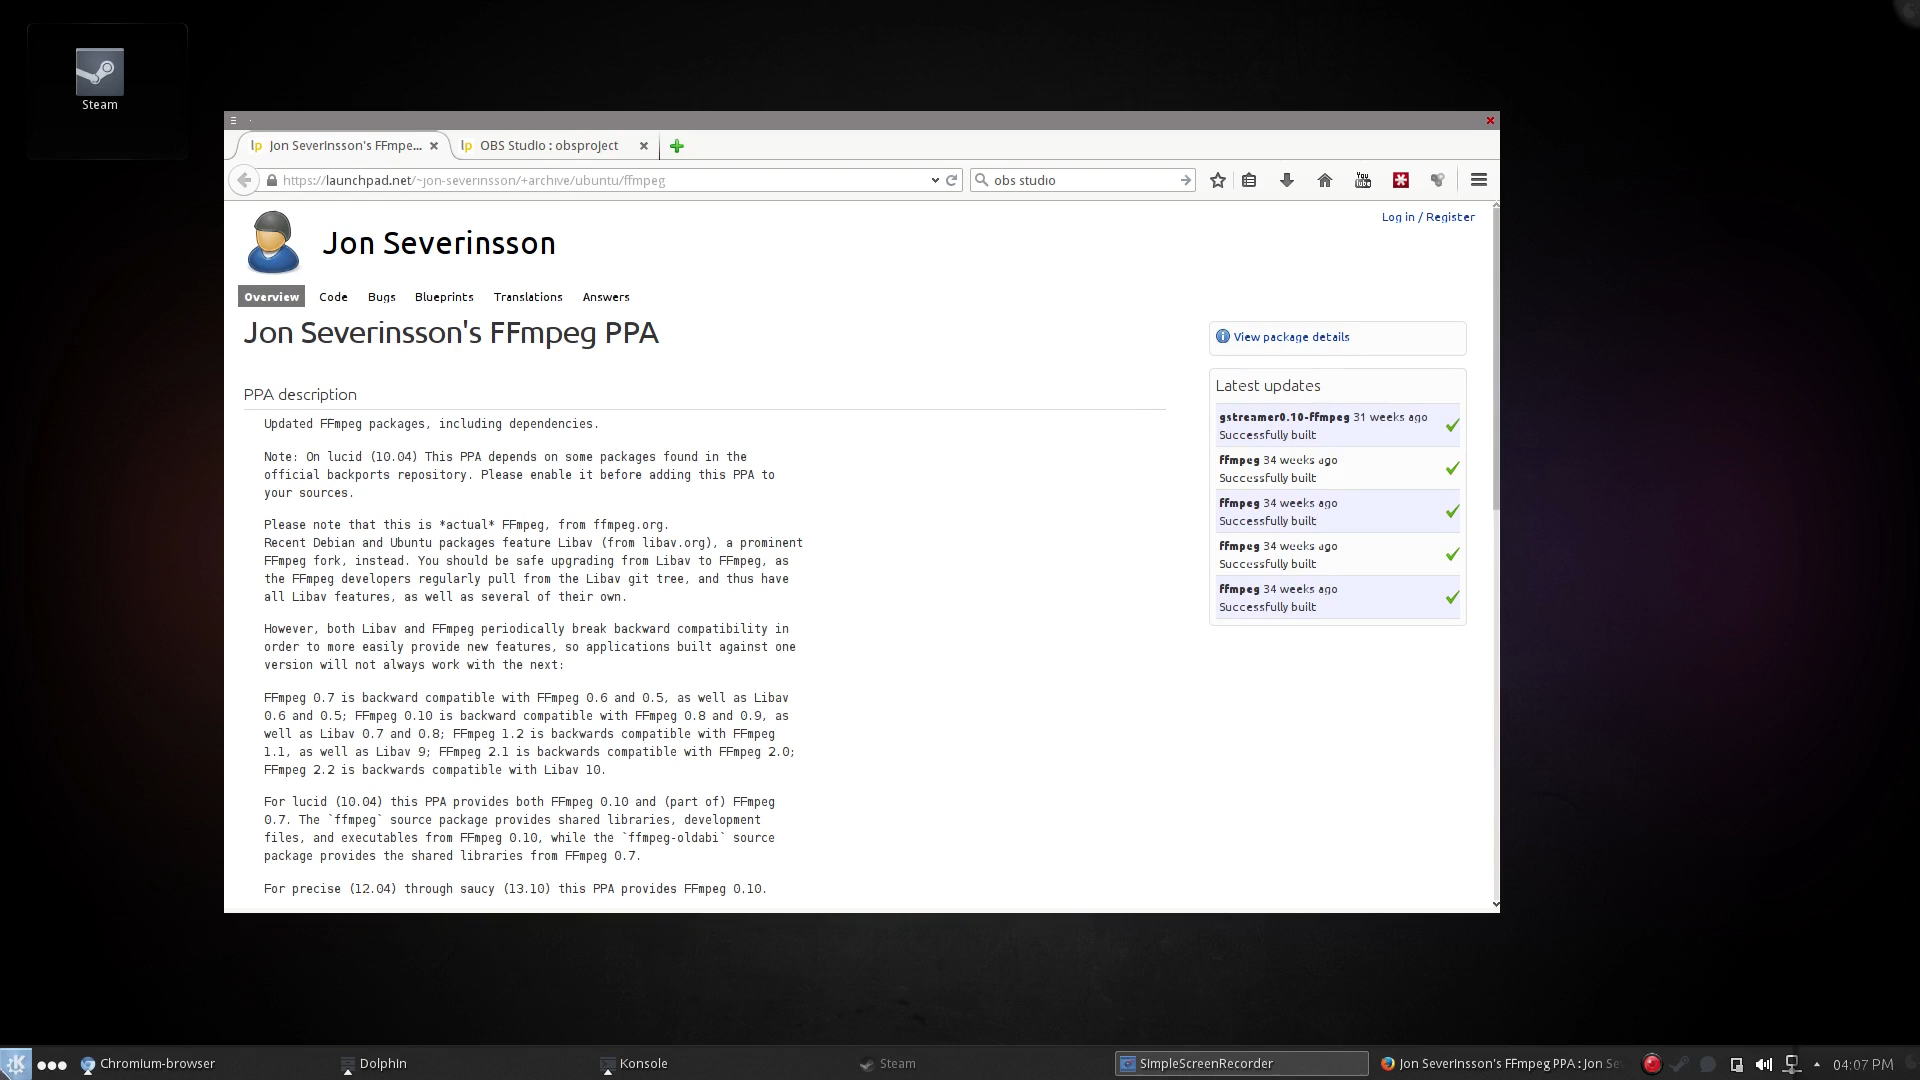 Steam
lp Jon Severinsson's FFmpe...
lp OBS Studio : obsproject
https://launchpad.net/~jon-severinsson/+archive/ubuntu/ffmpeg
obs studio
You Tube
Log in / Register
Jon Severinsson
Overview Code Bugs Blueprints Translations Answers
Jon Severinsson's FFmpeg PPA
PPA description
Updated FFmpeg packages, including dependencies.
Note: On lucid (10.04) This PPA depends on some packages found in the
official backports repository. Please enable it before adding this PPA to
your sources.
Please note that this is *actual* FFmpeg, from ffmpeg.org.
Recent Debian and Ubuntu packages feature Libav (from libav.org), a prominent
FFmpeg fork, instead. You should be safe upgrading from Libav to FFmpeg, as
the FFmpeg developers regularly pull from the Libav git tree, and thus have
all Libav features, as well as several of their own.
However, both Libav and FFmpeg periodically break backward compatibility in
order to more easily provide new features, so applications built against one
version will not always work with the next:
FFmpeg 0.7 is backward compatible with FFmpeg 0.6 and 0.5, as well as Libav
0.6 and 0.5; FFmpeg 0.10 is backward compatible with FFmpeg 0.8 and 0.9, as
well as Libav 0.7 and 0.8; FFmpeg 1.2 is backwards compatible with FFmpeg
1.1, as well as Libav 9; FFmpeg 2.1 is backwards compatible with FFmpeg 2.0;
FFmpeg 2.2 is backwards compatible with Libav 10.
For lucid (10.04) this PPA provides both FFmpeg 0.10 and (part of) FFmpeg
0.7. The `ffmpeg` source package provides shared libraries, development
files, and executables from FFmpeg 0.10, while the `ffmpeg-oldabi` source
package provides the shared libraries from FFmpeg 0.7.
For precise (12.04) through saucy (13.10) this PPA provides FFmpeg 0.10.
View package details
Latest updates
gstreamer0.10-ffmpeg 31 weeks ago
Successfully built
ffmpeg 34 weeks ago
Successfully built
ffmpeg 34 weeks ago
Successfully built
ffmpeg 34 weeks ago
Successfully built
ffmpeg 34 weeks ago
Successfully built
Chromium-browser
Dolphin
Konsole
Steam
SimpleScreenRecorder
Jon Severinsson's FFmpeg PPA : Jon Se
04:07 PM